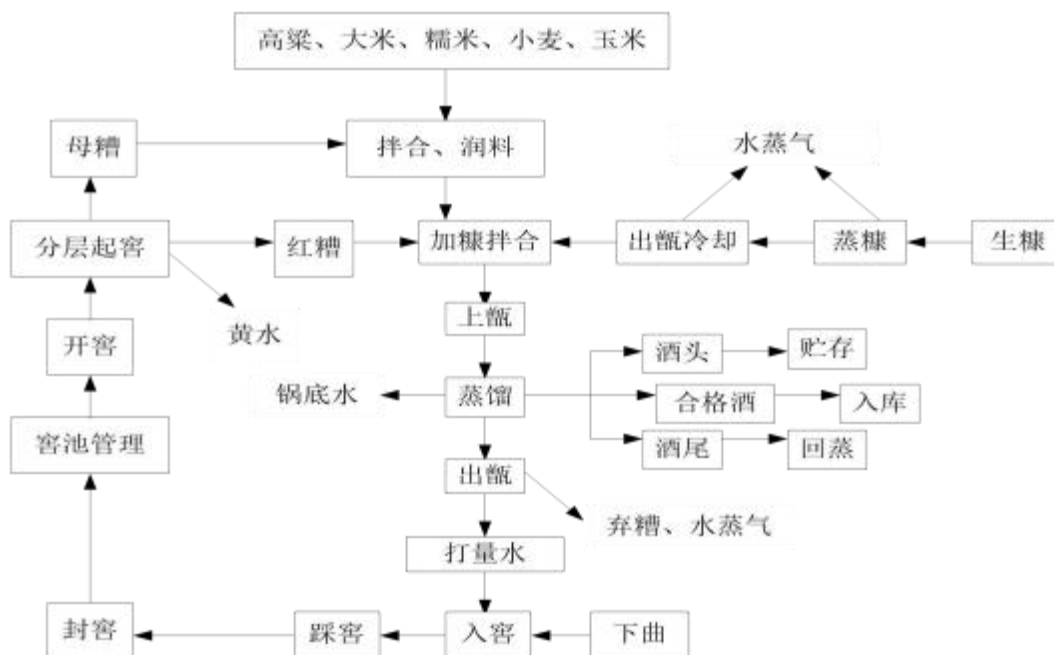 高粱、大米、糯米、小麦、玉米
母糟
拌合、润料
水蒸气
分层起窖
红糟
加糠拌合
出甑冷却
蒸糠
生糠
黄水
上甑
开窖
酒头
贮存
锅底水
蒸馏
合格酒
入库
窖池管理
酒尾
回蒸
出甑
弃糟、水蒸气
打量水
封窖
踩窖
入窖
下曲